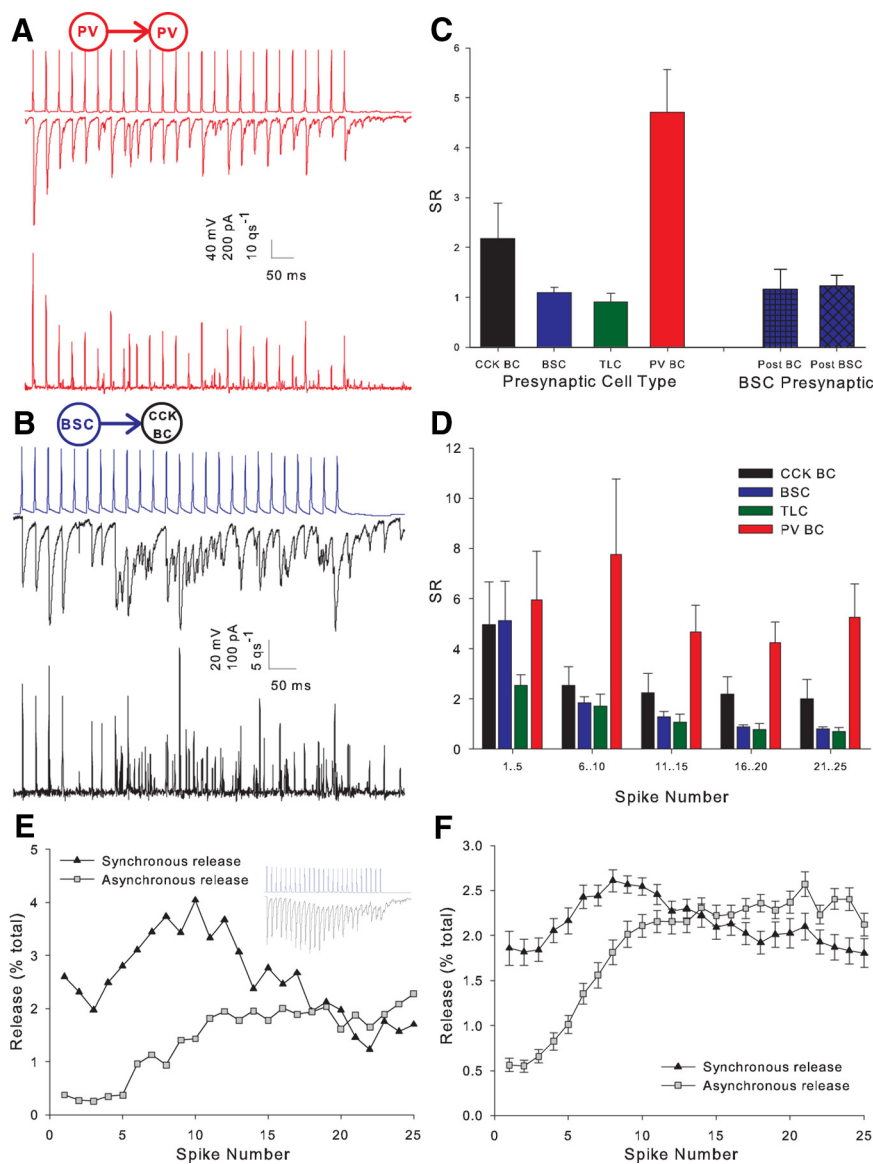 A
PV
PV
40 mV
200 pA
10 qs⁻¹
50 ms
B
BSC
CCK
BC
20 mV
100 pA
5 qs⁻¹
50 ms
C
6
5
4
3
2
1
0
SR
CCK BC
BSC
TLC
PV BC
Post BC
Post BSC
Presynaptic Cell Type
BSC Presynaptic
D
12
10
8
6
4
2
0
SR
CCK BC
BSC
TLC
PV BC
1..5
6..10
11..15
16..20
21..25
Spike Number
E
5
4
3
2
1
0
Release (% total)
Synchronous release
Asynchronous release
0
5
10
15
20
25
Spike Number
F
3.0
2.5
2.0
1.5
1.0
0.5
0.0
Release (% total)
Synchronous release
Asynchronous release
0
5
10
15
20
25
Spike Number